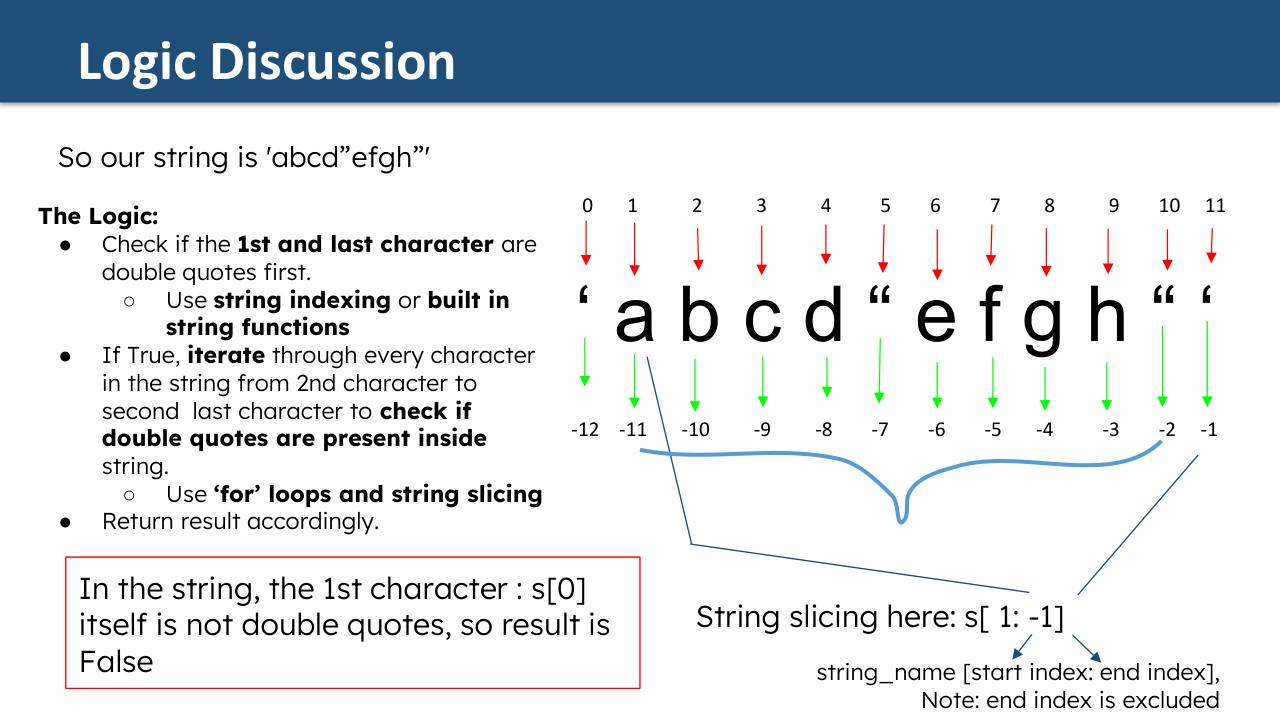 Logic Discussion
So our string is 'abcd”efgh”'
The Logic:
● Check if the 1st and last character are
double quotes first.
○ Use string indexing or built in
string functions
● If True, iterate through every character
in the string from 2nd character to
second  last character to check if
double quotes are present inside
string.
○ Use ‘for’ loops and string slicing
● Return result accordingly.
In the string, the 1st character : s[0]
itself is not double quotes, so result is
False
0 1 2 3 4 5 6 7 8 9 10 11
‘ a b c d “ e f g h “ ‘
-12 -11 -10 -9 -8 -7 -6 -5 -4 -3 -2 -1
String slicing here: s[ 1: -1]
string_name [start index: end index],
Note: end index is excluded